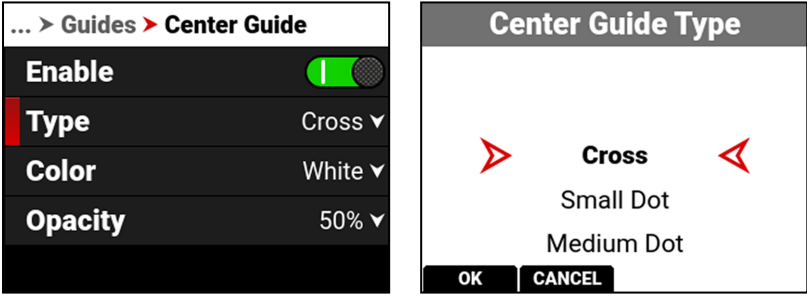 ... > Guides > Center Guide
Enable
Type Cross
Color White
Opacity 50%
Center Guide Type
Cross
Small Dot
Medium Dot
OK CANCEL